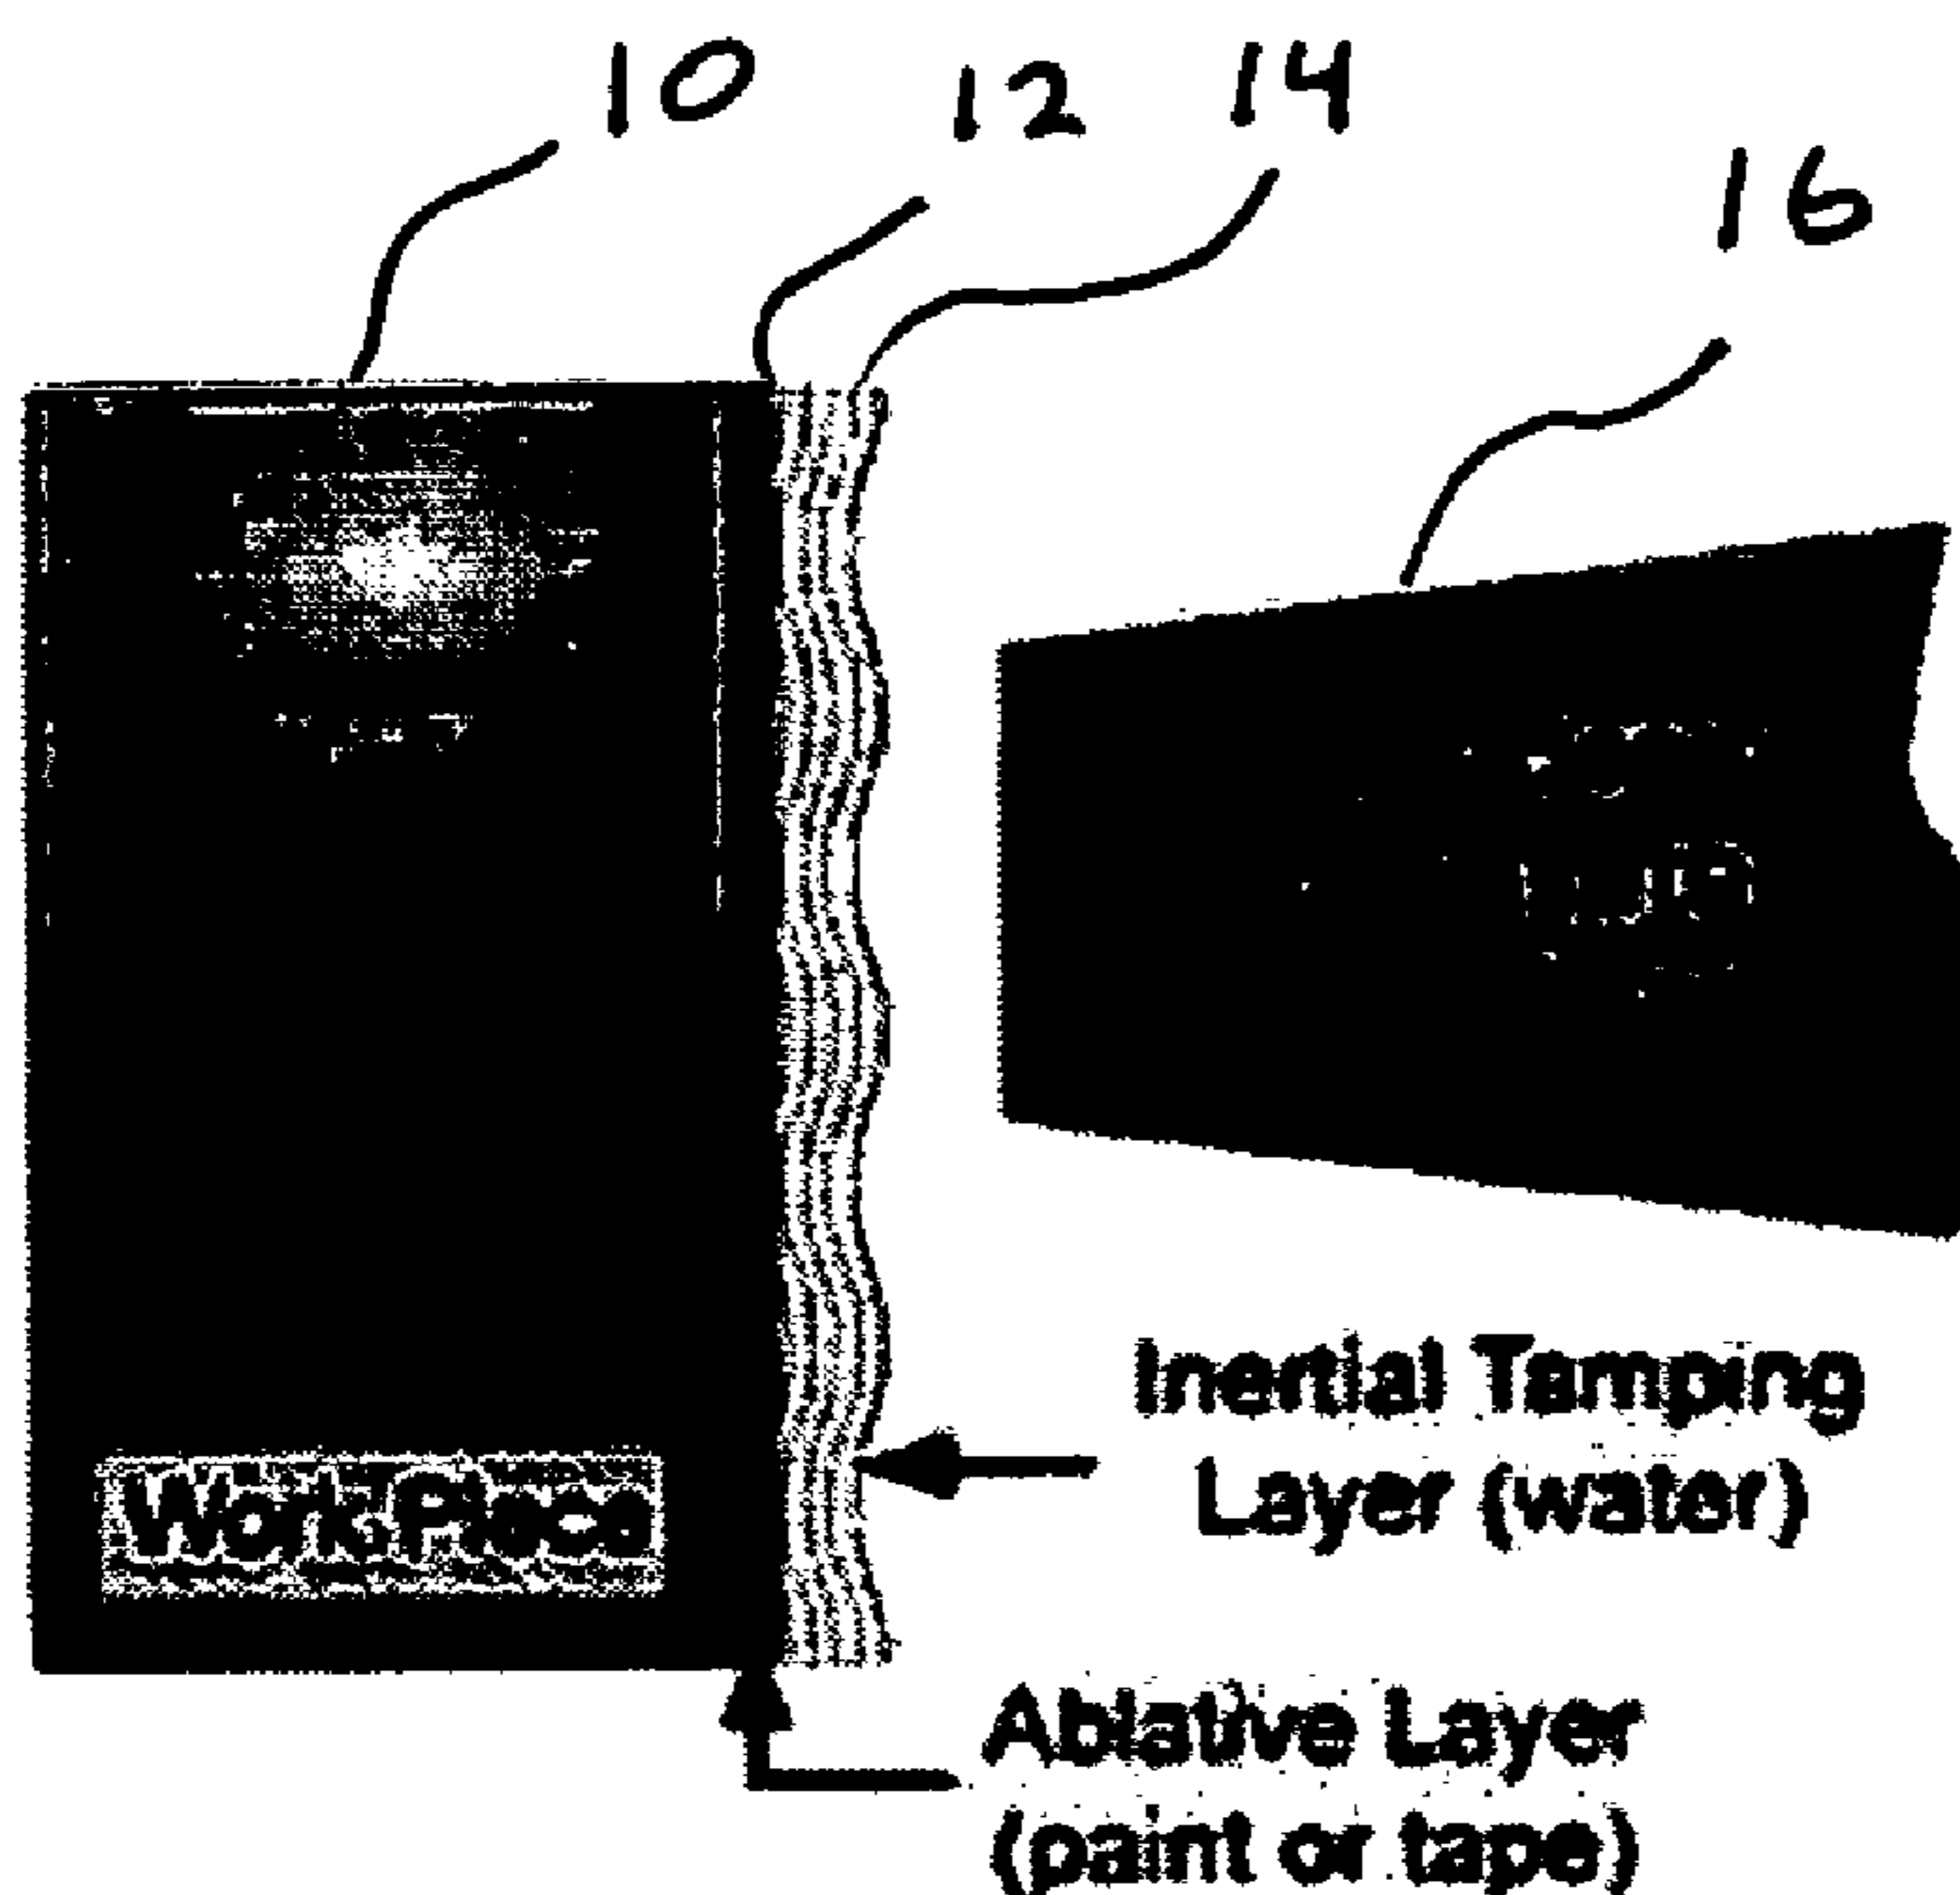 10
12
14
16
Work Piece
Inertial Tamping
Layer (water)
Ablative Layer
(paint or tape)